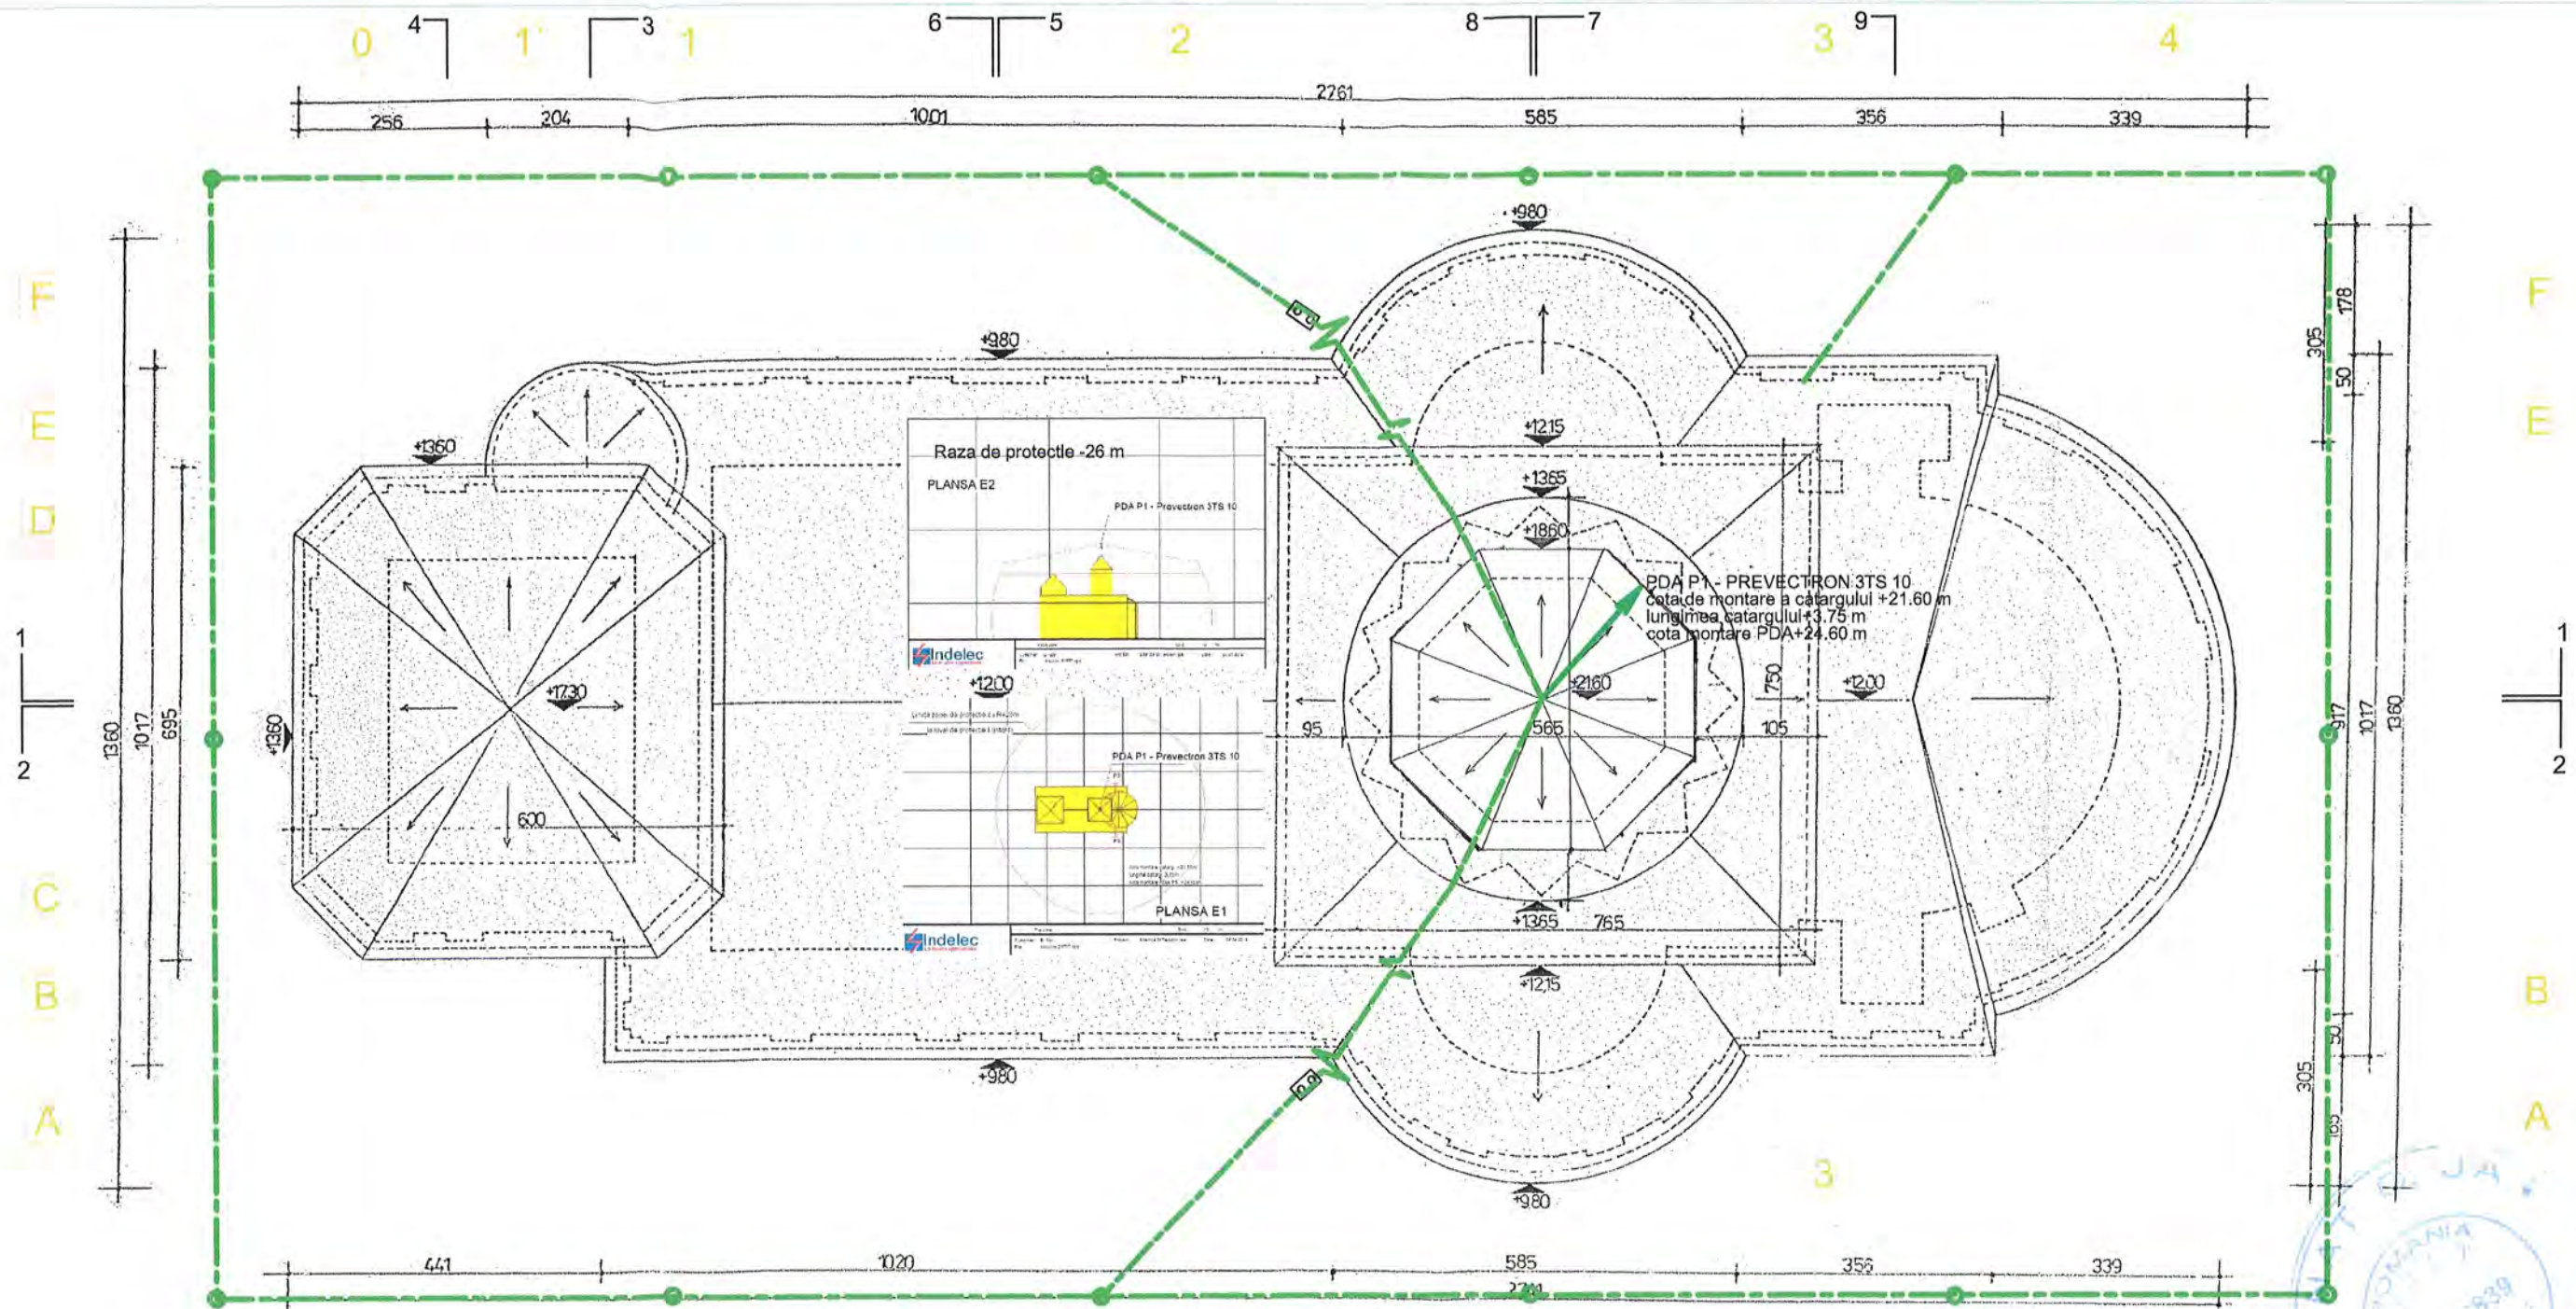 4 3 6 5 8 7 9
0 1' 1 2 3 4
2761
256 204 1001 585 356 339
+980
F F
178
305
+980
50
E E
+1360
+1215
Raza de protectie -26 m
PLANSA E2
PDA P1 - Prevectron 3TS 10
+1365
D
+1860
PDA P1 - PREVECTRON 3TS 10
cota de montare a catargului +21.60 m
lungimea catargului+3.75 m
cota montare PDA+24.60 m
1 1
Indelec
+1200
+1730
+2160
+1200
750
1360 1017 695
+1360
95 565 105
917 1017 1360
2 2
PDA P1 - Prevectron 3TS 10
600
C
PLANSA E1
+1365 765
Indelec
+1215
B B
50
+980
305
A A
165
3
+980
441 1020 585 356 339
ROMANIA
839